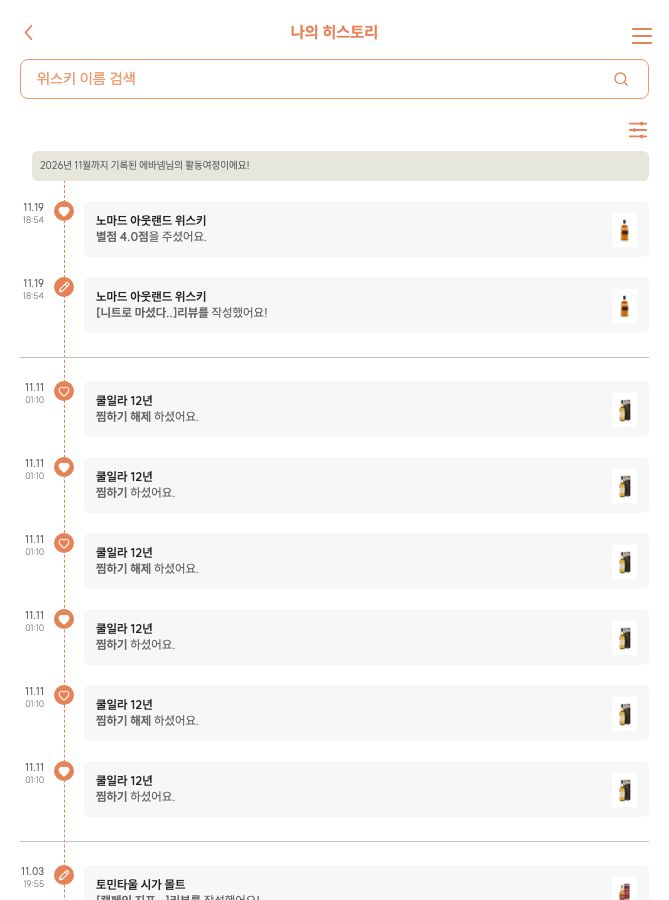 나의 히스토리
위스키 이름 검색
2026년 11월까지 기록된 에바벰님의 활동여정이에요!
11.19
18:54
노마드 아웃랜드 위스키
별점 4.0점을 주셨어요.
11.19
18:54
노마드 아웃랜드 위스키
[니트로 마셨다..]리뷰를 작성했어요!
11.11
01:10
쿨일라 12년
찜하기 해제 하셨어요.
11.11
01:10
쿨일라 12년
찜하기 하셨어요.
11.11
01:10
쿨일라 12년
찜하기 해제 하셨어요.
11.11
01:10
쿨일라 12년
찜하기 하셨어요.
11.11
01:10
쿨일라 12년
찜하기 해제 하셨어요.
11.11
01:10
쿨일라 12년
찜하기 하셨어요.
11.03
19:55
토민타울 시가 몰트